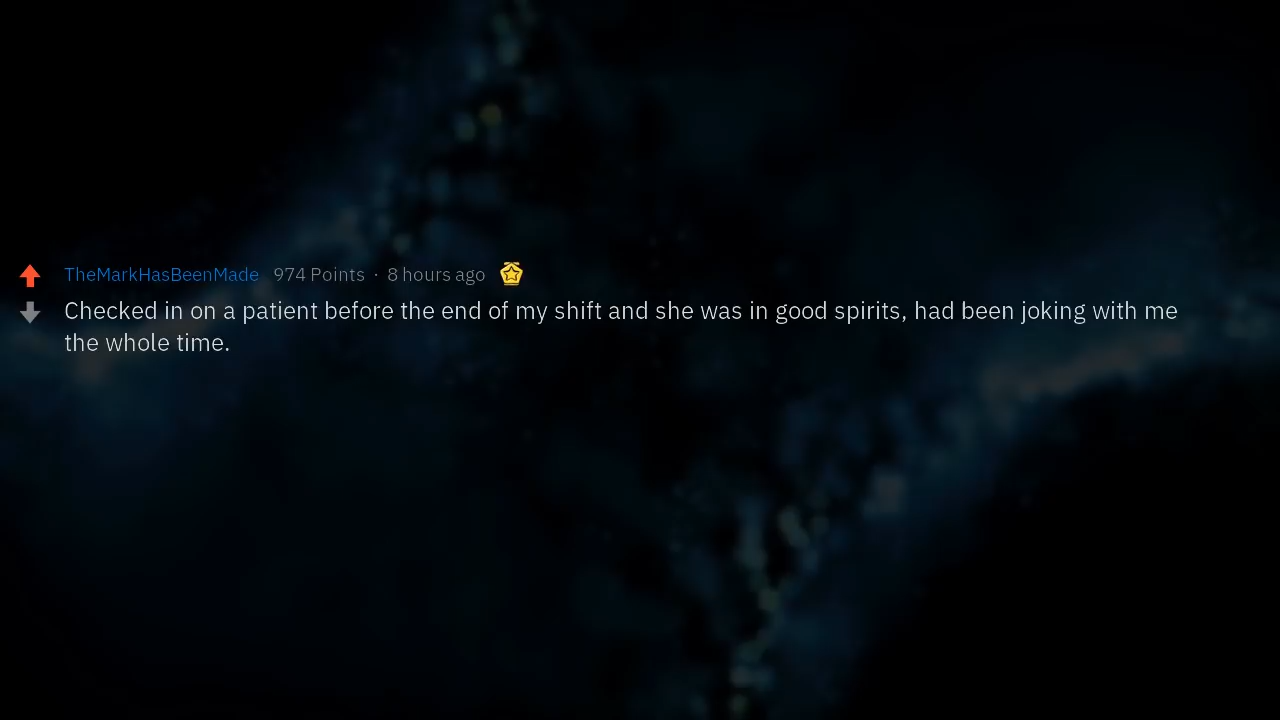 TheMarkHasBeenMade 974 Points · 8 hours ago
Checked in on a patient before the end of my shift and she was in good spirits, had been joking with me
the whole time.